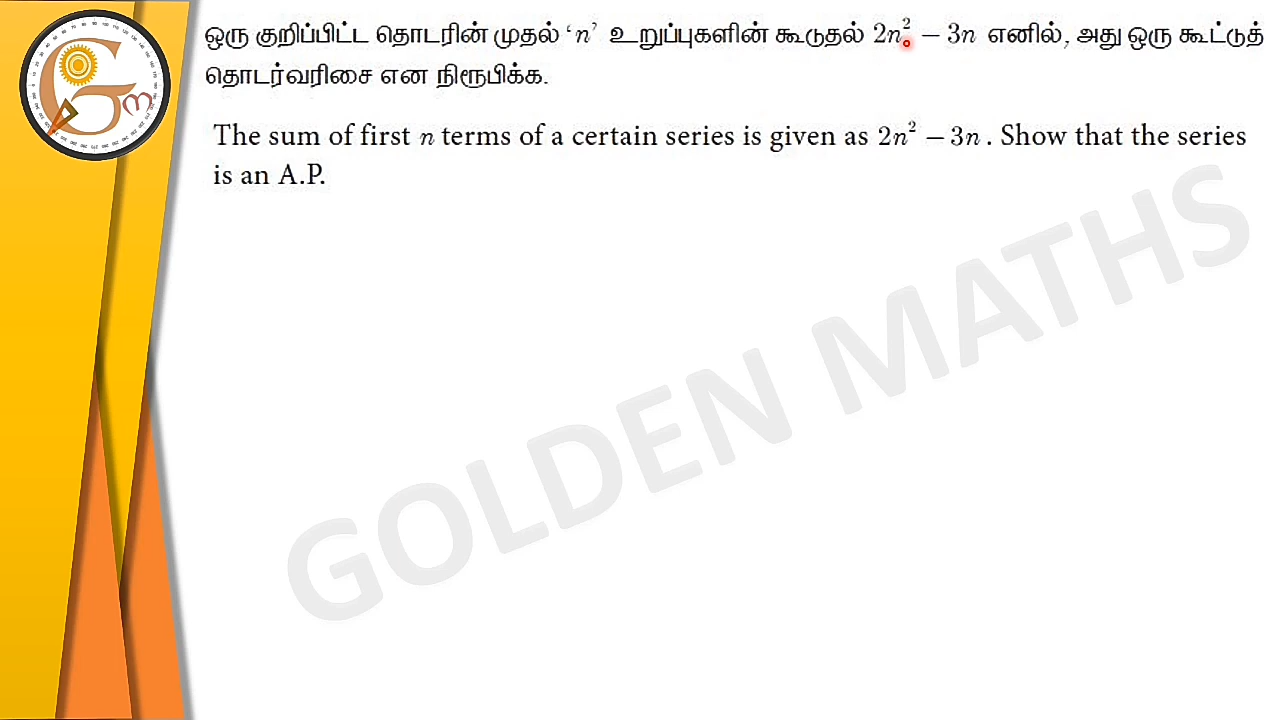 ஒரு குறிப்பிட்ட தொடரின் முதல் ‘n’ உறுப்புகளின் கூடுதல் 2n² − 3n எனில், அது ஒரு கூட்டுத்
தொடர்வரிசை என நிரூபிக்க.
The sum of first n terms of a certain series is given as 2n² − 3n . Show that the series
is an A.P.
GOLDEN MATHS